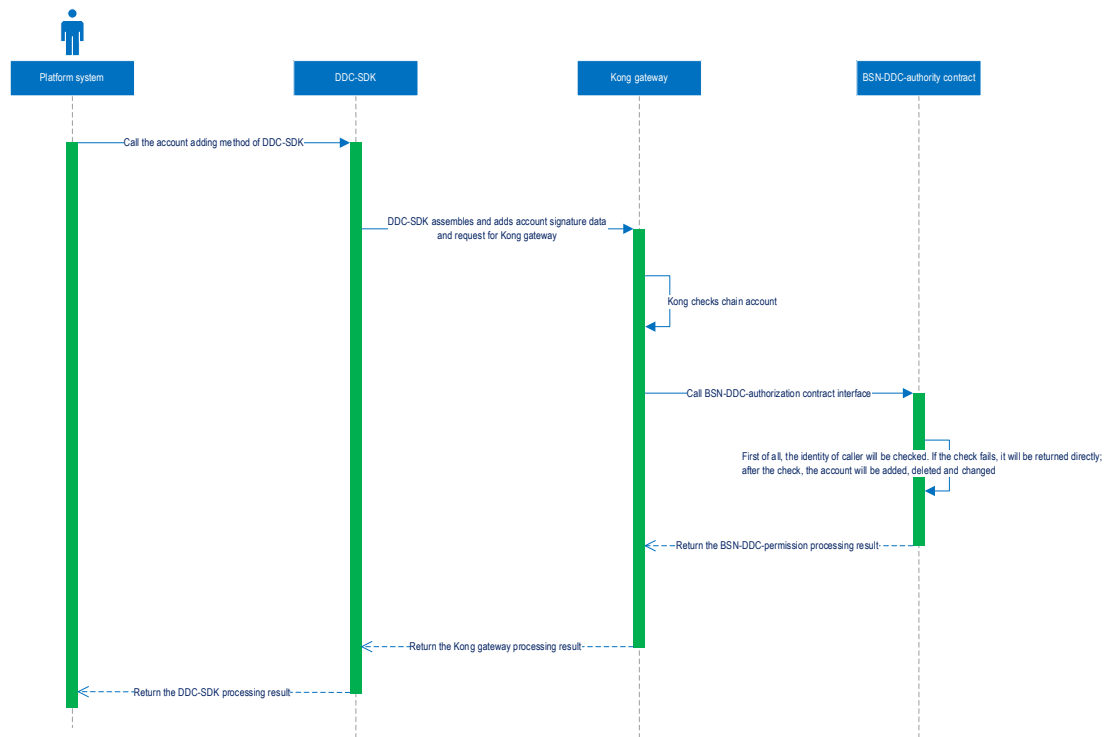 Platform system
DDC-SDK
Kong gateway
BSN-DDC-authority contract
Call the account adding method of DDC-SDK
DDC-SDK assembles and adds account signature data
and request for Kong gateway
Kong checks chain account
Call BSN-DDC-authorization contract interface
First of all, the identity of caller will be checked. If the check fails, it will be returned directly;
after the check, the account will be added, deleted and changed
Return the BSN-DDC-permission processing result
Return the Kong gateway processing result
Return the DDC-SDK processing result